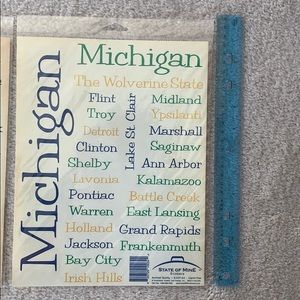 Michigan
Michigan
The Wolverine State
Flint
Midland
Troy
Ypsilanti
Lake St Clair
Detroit
Marshall
Clinton
Saginaw
Shelby
Ann Arbor
Livonia
Kalamazoo
Pontiac
Battle Creek
Warren
East Lansing
Holland
Grand Rapids
Jackson
Frankenmuth
Bay City
Irish Hills
STATE OF MINE